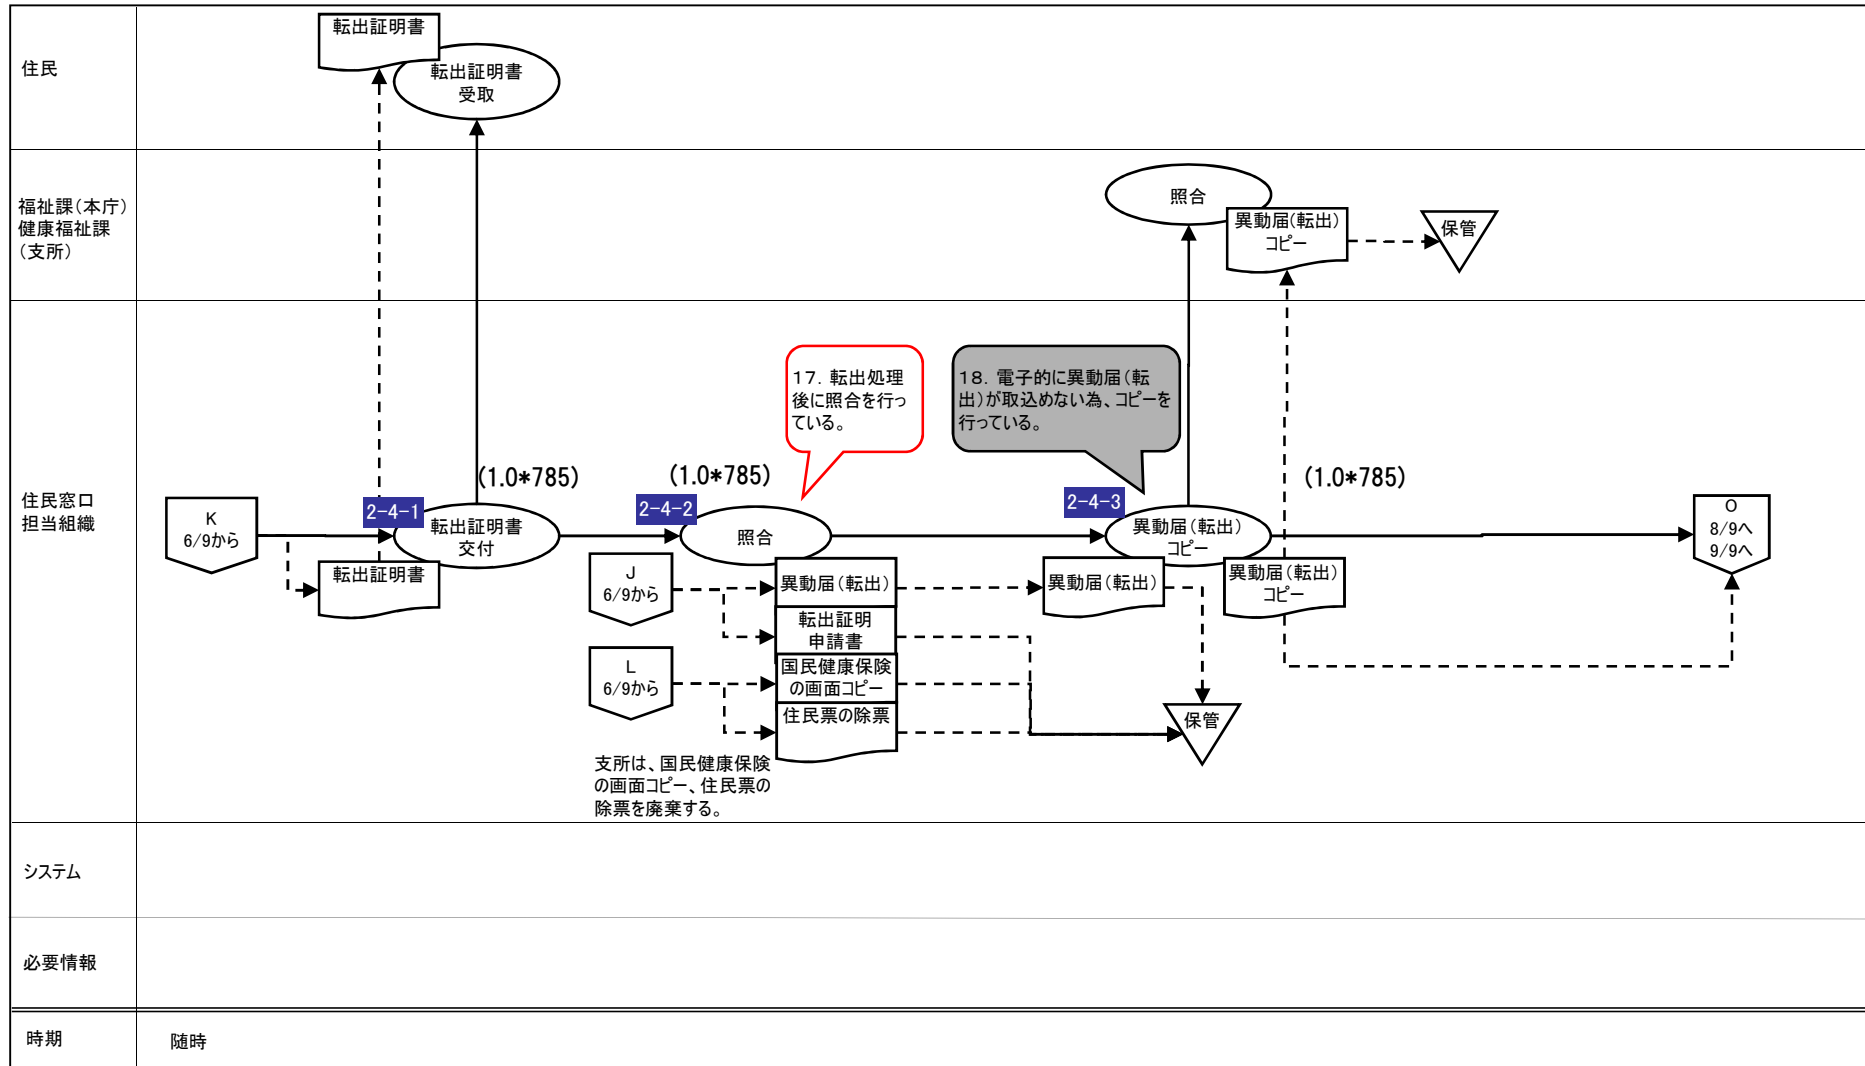 住民
転出証明書
転出証明書
受取
福祉課(本庁)
健康福祉課
(支所)
照合
異動届(転出)
コピー
保管
住民窓口
担当組織
17．転出処理
後に照合を行っ
ている。
18．電子的に異動届(転
出)が取込めない為、コピーを
行っている。
(1.0*785)
(1.0*785)
(1.0*785)
K
6/9から
2-4-1
転出証明書
交付
転出証明書
2-4-2
照合
2-4-3
異動届(転出)
コピー
O
8/9へ
9/9へ
J
6/9から
異動届(転出)
転出証明
申請書
異動届(転出)
異動届(転出)
コピー
L
6/9から
国民健康保険
の画面コピー
住民票の除票
保管
支所は、国民健康保険
の画面コピー、住民票の
除票を廃棄する。
システム
必要情報
時期
随時